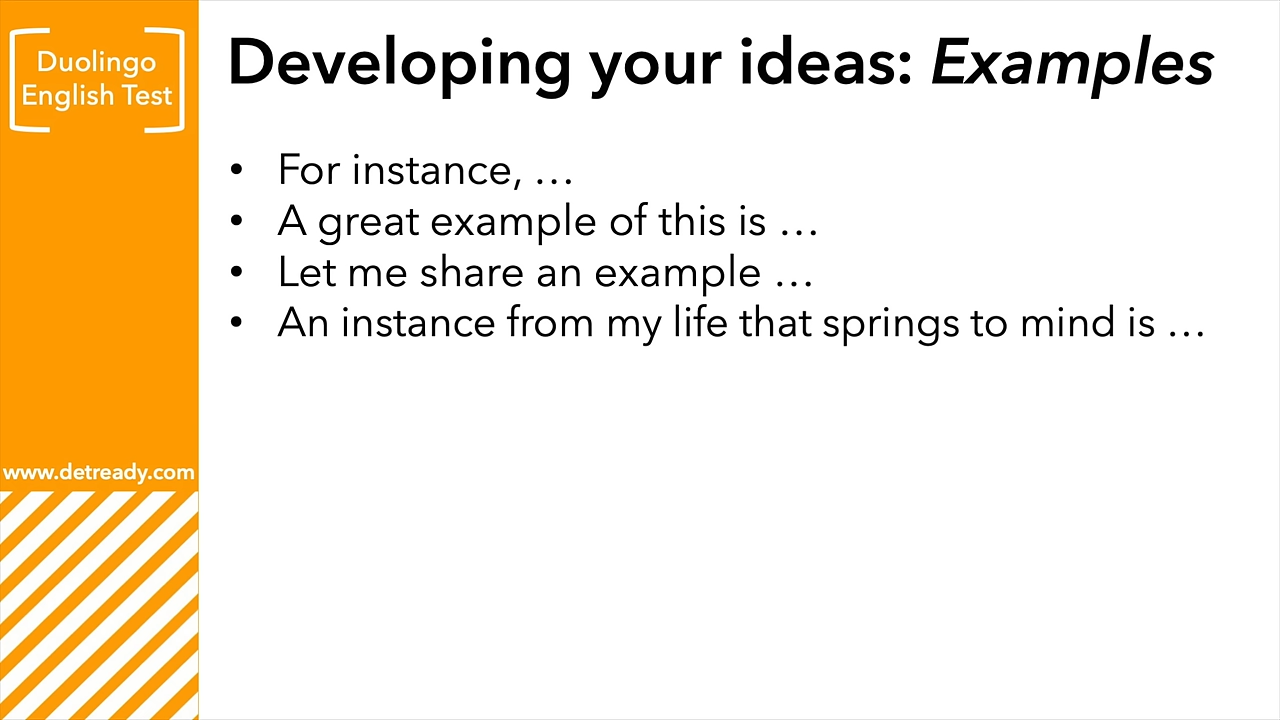 Duolingo
English Test
www.detready.com
Developing your ideas: Examples
• For instance, …
• A great example of this is …
• Let me share an example …
• An instance from my life that springs to mind is …